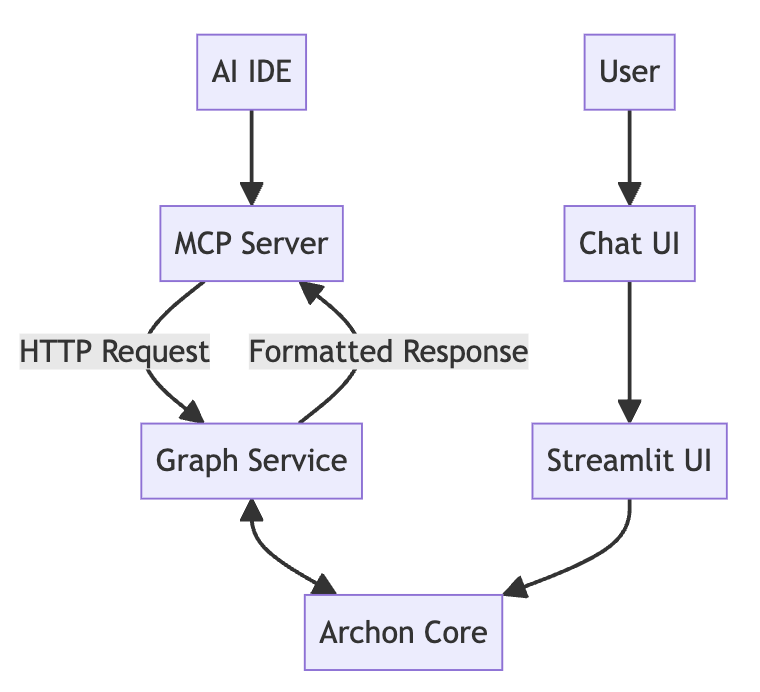 AI IDE
User
MCP Server
Chat UI
HTTP Request
Formatted Response
Graph Service
Streamlit UI
Archon Core